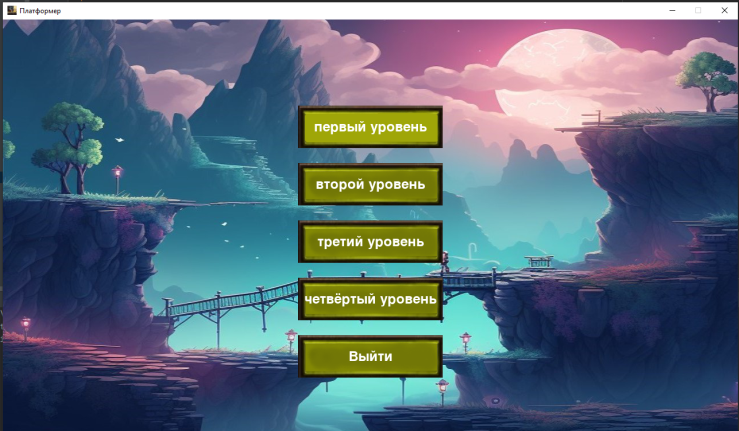 Платформер
первый уровень
второй уровень
третий уровень
четвёртый уровень
Выйти